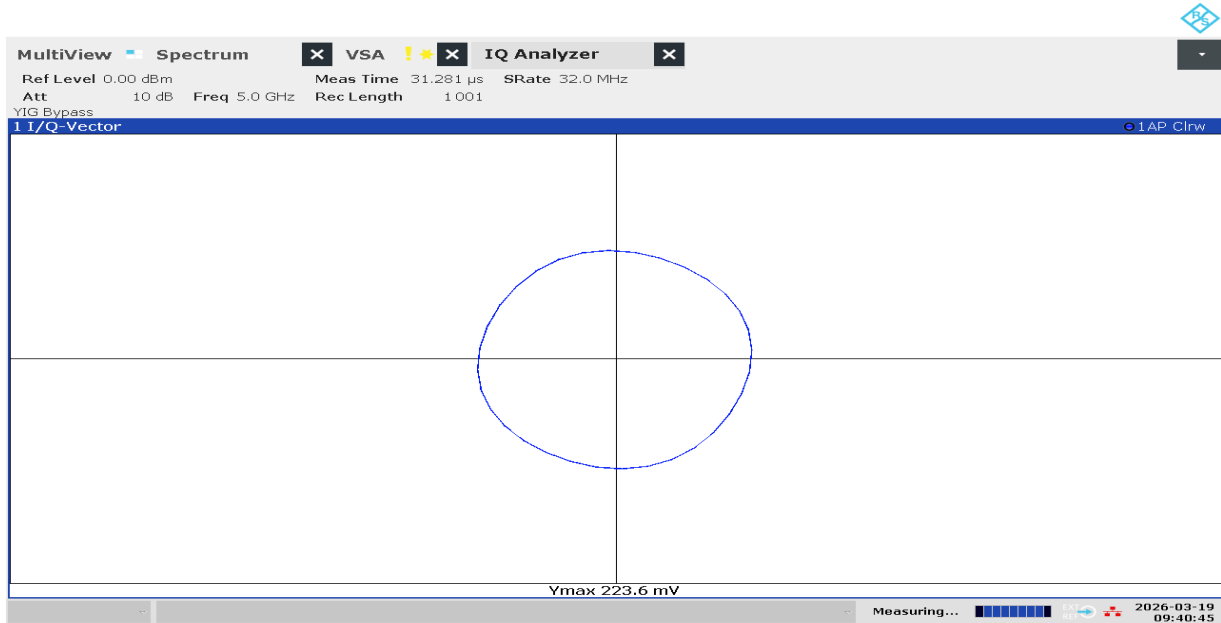 R&S
MultiView Spectrum X VSA ! * X IQ Analyzer X
Ref Level 0.00 dBm Meas Time 31.281 µs SRate 32.0 MHz
Att 10 dB Freq 5.0 GHz Rec Length 1001
YIG Bypass
1 I/Q-Vector 1AP Clrw
Ymax 223.6 mV
Measuring... EXT REF 2026-03-19
09:40:45